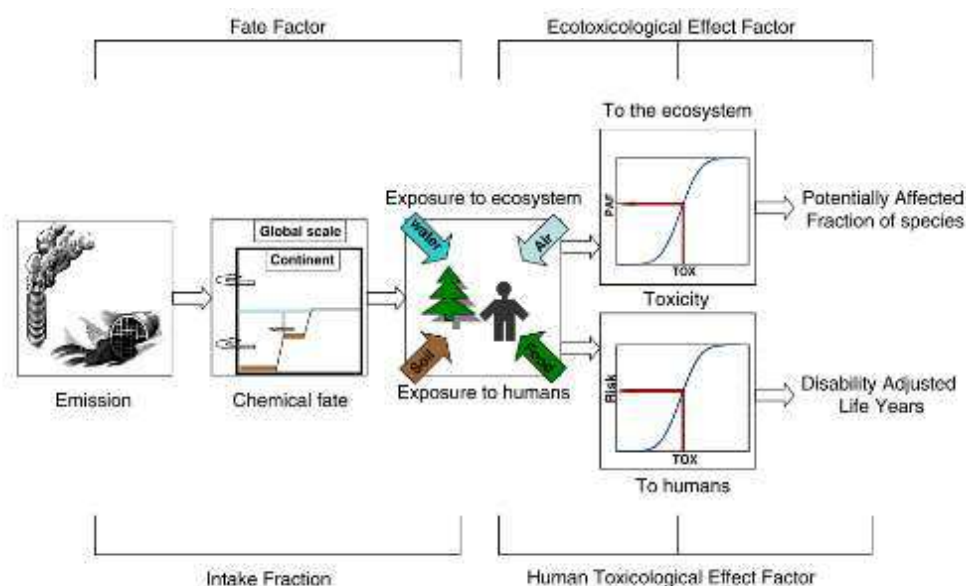 Fate Factor
Ecotoxicological Effect Factor
To the ecosystem
Exposure to ecosystem
PAF
TOX
Potentially Affected
Fraction of species
Global scale
Continent
water
Air
Toxicity
Soil
Emission
Chemical fate
Exposure to humans
Risk
TOX
Disability Adjusted
Life Years
To humans
Intake Fraction
Human Toxicological Effect Factor